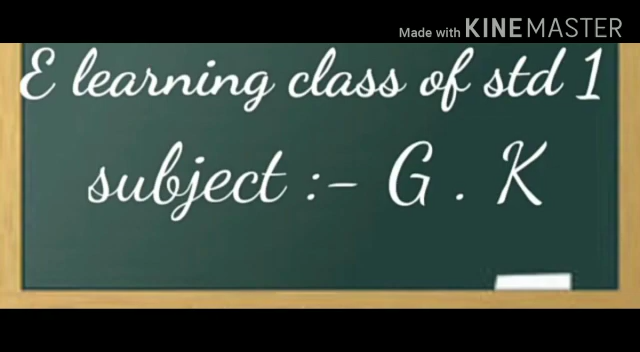 Made with KINEMASTER
E learning class of std 1
subject :- G . K